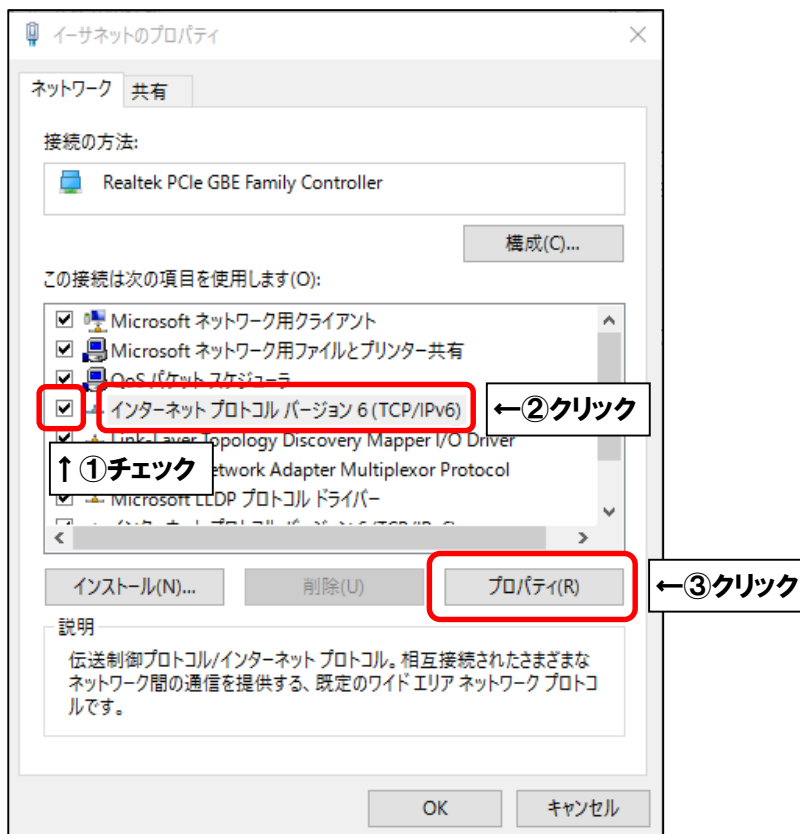 イーサネットのプロパティ
ネットワーク 共有
接続の方法:
Realtek PCIe GBE Family Controller
構成(C)...
この接続は次の項目を使用します(O):
Microsoft ネットワーク用クライアント
Microsoft ネットワーク用ファイルとプリンター共有
QoS パケット スケジューラ
インターネット プロトコル バージョン 6 (TCP/IPv6) ←②クリック
Link-Layer Topology Discovery Mapper I/O Driver
↑①チェック etwork Adapter Multiplexor Protocol
Microsoft LLDP プロトコル ドライバー
インストール(N)... 削除(U) プロパティ(R) ←③クリック
説明
伝送制御プロトコル/インターネット プロトコル。相互接続されたさまざまな
ネットワーク間の通信を提供する、既定のワイド エリア ネットワーク プロトコ
ルです。
OK キャンセル